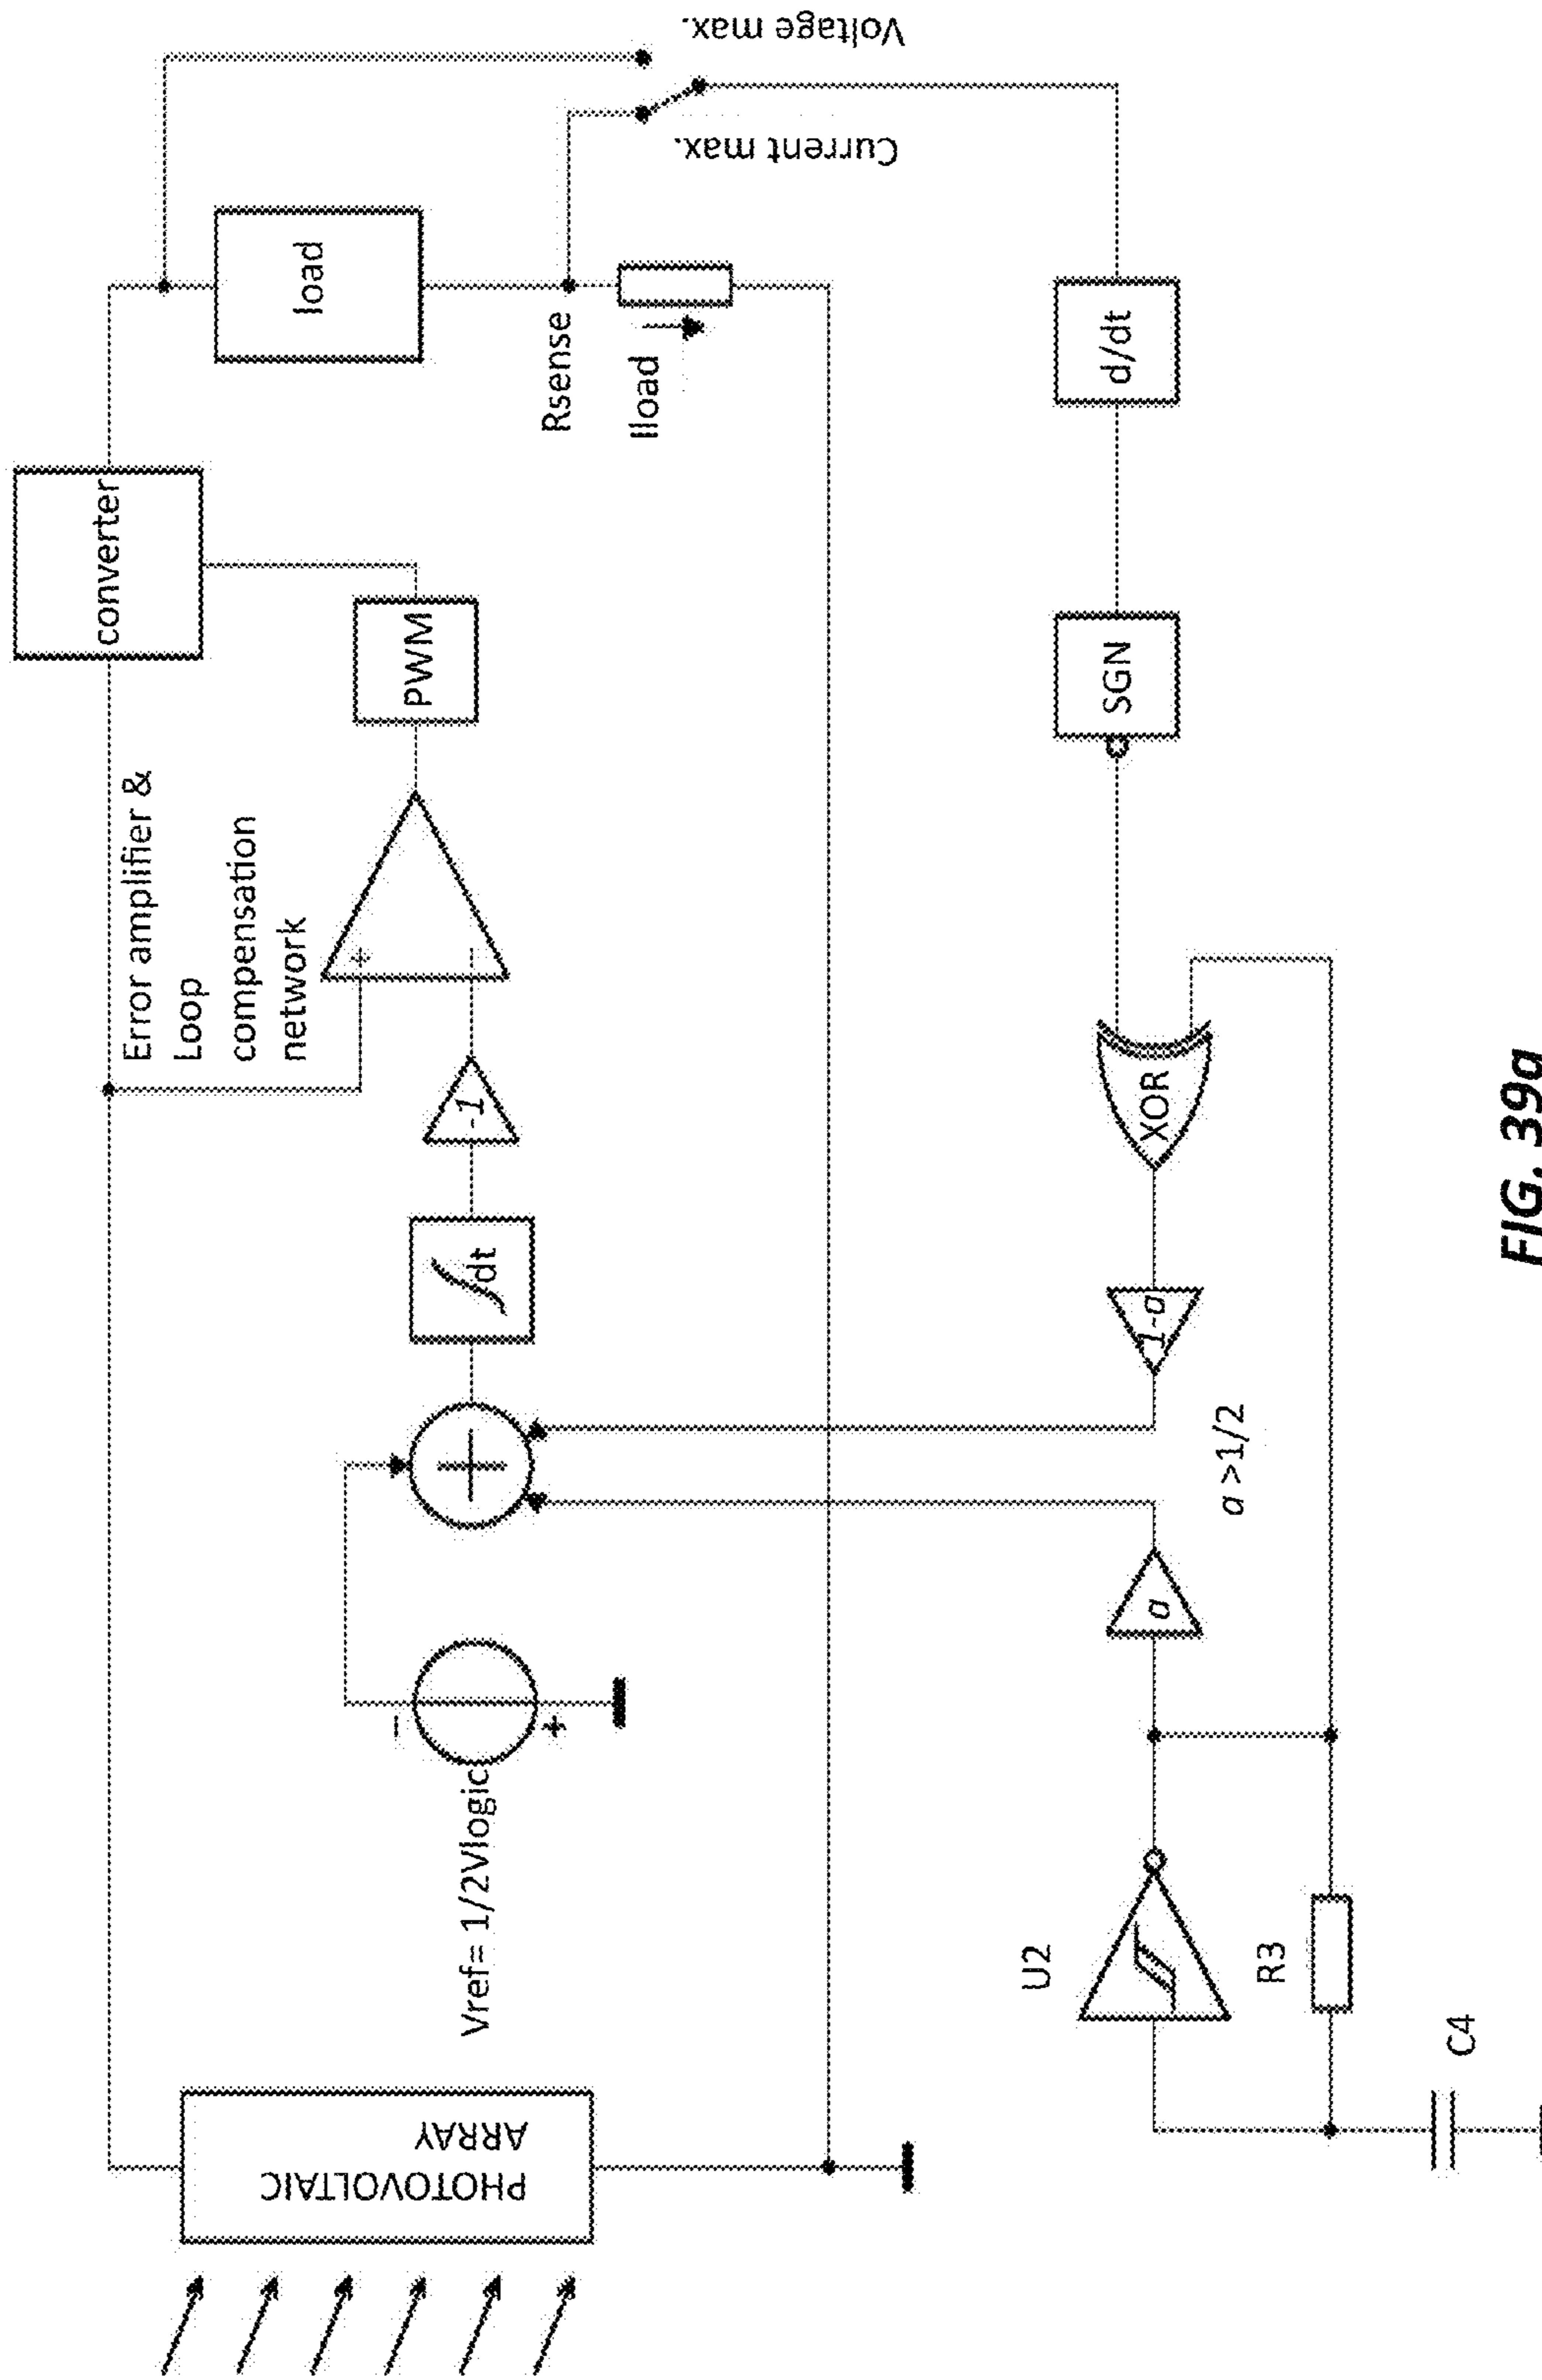 converter
Error amplifier &
Loop
compensation
network
PHOTOVOLTAIC
ARRAY
Vref= 1/2Vlogic
−
+
+
∫dt
-1
+
−
PWM
load
Rsense
Iload
Voltage max.
Current max.
U2
R3
C4
a
a >1/2
1-a
XOR
SGN
d/dt
FIG. 39a